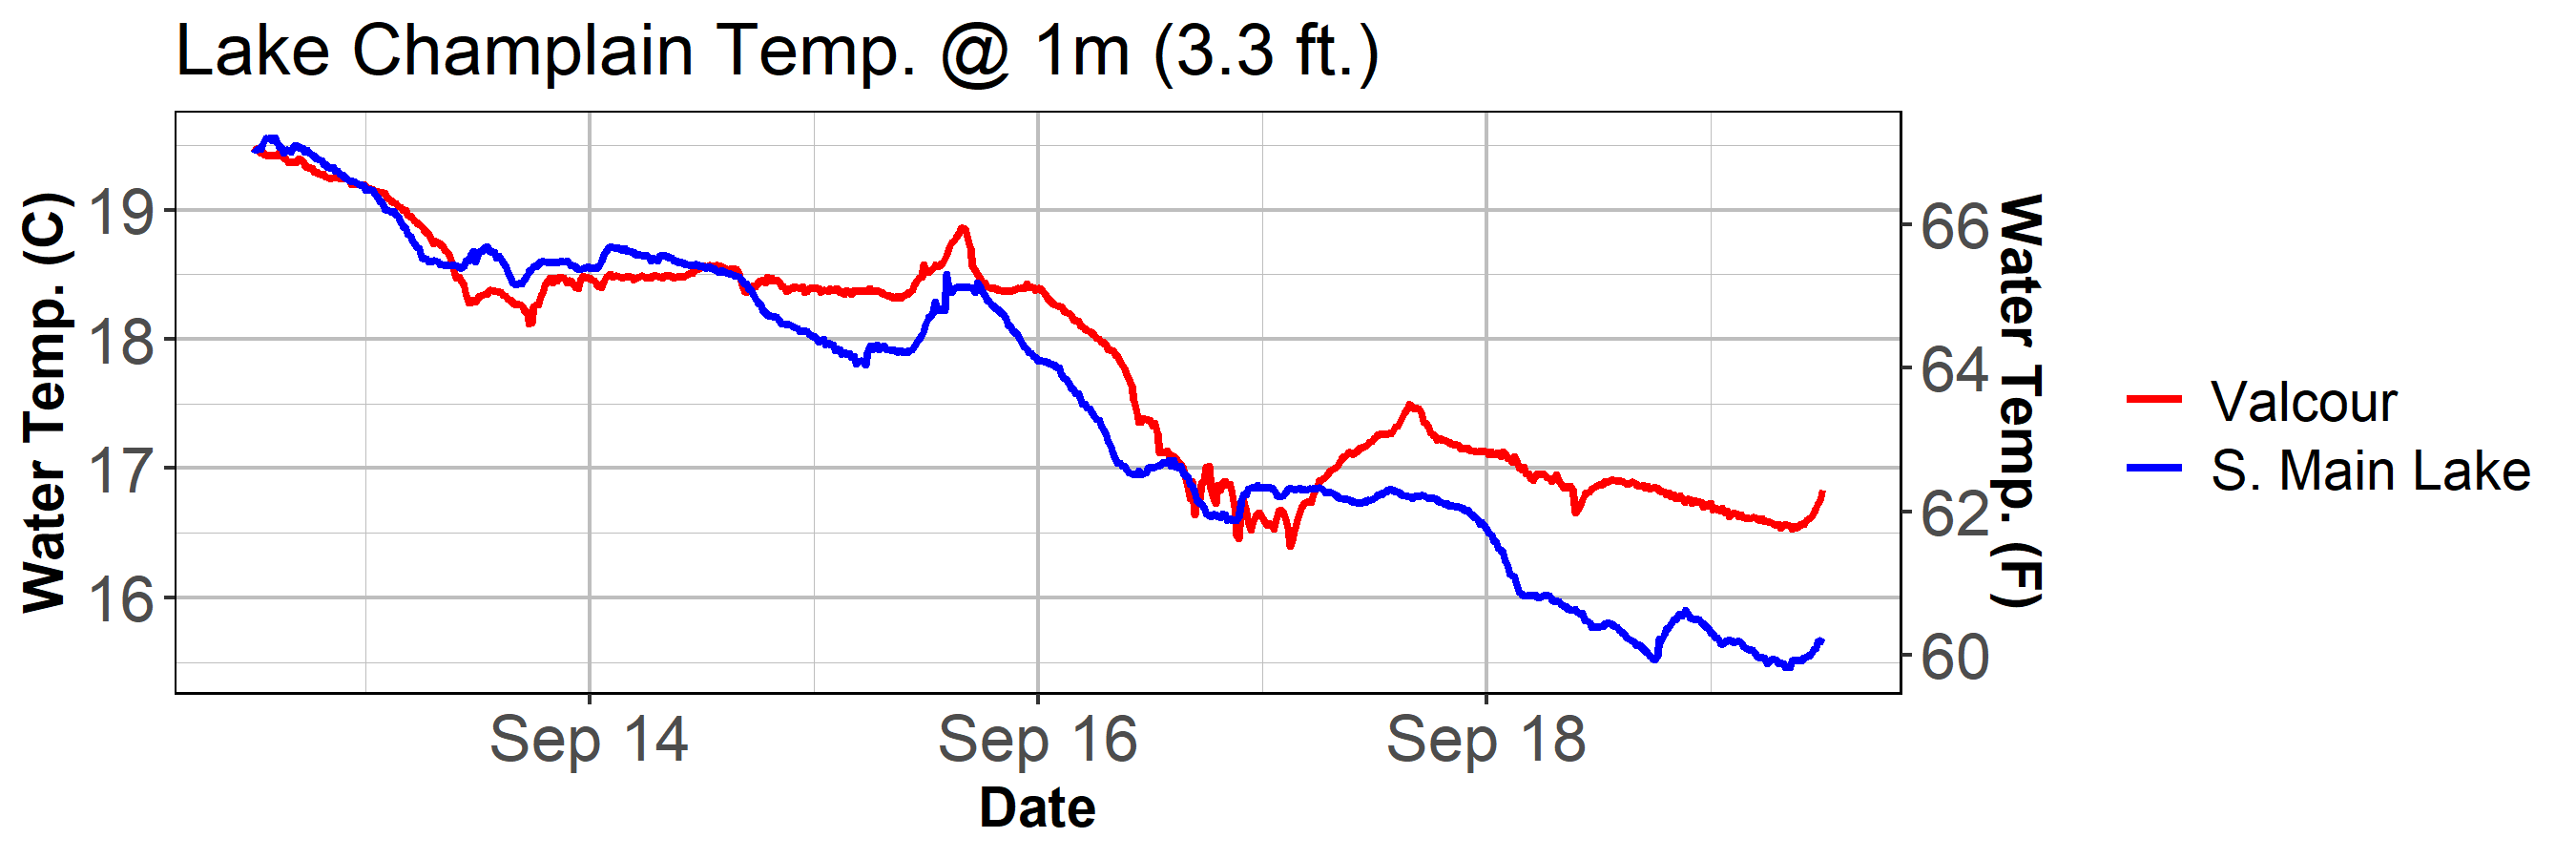 Lake Champlain Temp. @ 1m (3.3 ft.)
Water Temp. (C)
19
18
17
16
66
64
62
60
Water Temp. (F)
Sep 14
Sep 16
Sep 18
Date
Valcour
S. Main Lake